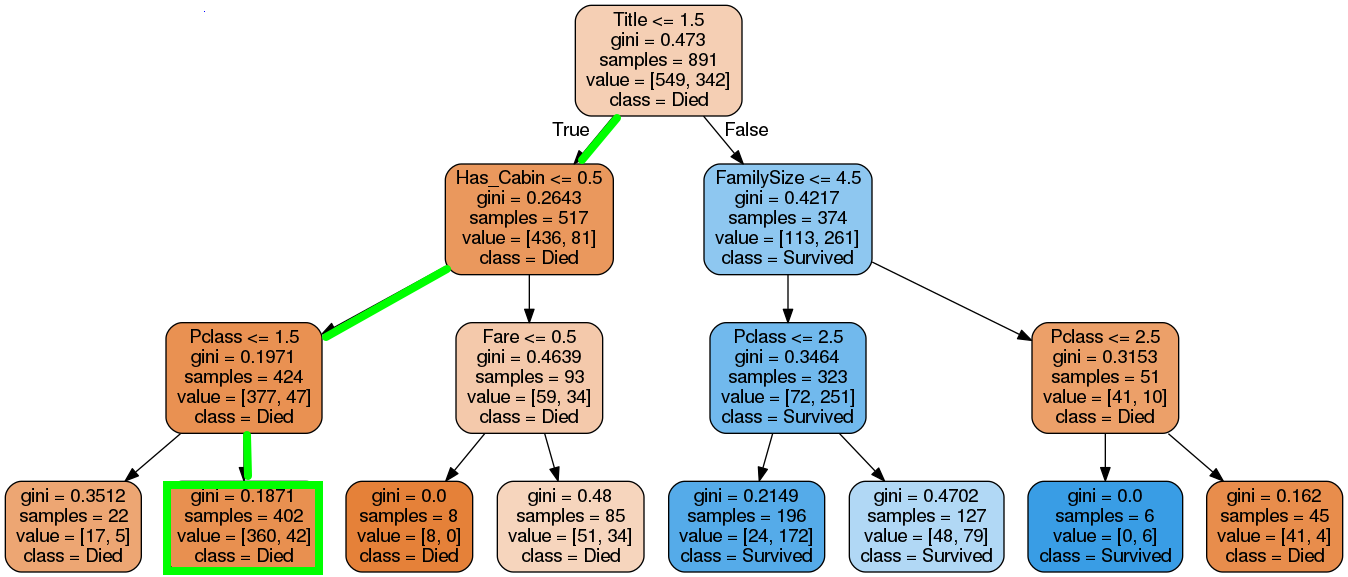 Title <= 1.5
gini = 0.473
samples = 891
value = [549, 342]
class = Died
True
False
Has_Cabin <= 0.5
gini = 0.2643
samples = 517
value = [436, 81]
class = Died
FamilySize <= 4.5
gini = 0.4217
samples = 374
value = [113, 261]
class = Survived
Pclass <= 1.5
gini = 0.1971
samples = 424
value = [377, 47]
class = Died
Fare <= 0.5
gini = 0.4639
samples = 93
value = [59, 34]
class = Died
Pclass <= 2.5
gini = 0.3464
samples = 323
value = [72, 251]
class = Survived
Pclass <= 2.5
gini = 0.3153
samples = 51
value = [41, 10]
class = Died
gini = 0.3512
samples = 22
value = [17, 5]
class = Died
gini = 0.1871
samples = 402
value = [360, 42]
class = Died
gini = 0.0
samples = 8
value = [8, 0]
class = Died
gini = 0.48
samples = 85
value = [51, 34]
class = Died
gini = 0.2149
samples = 196
value = [24, 172]
class = Survived
gini = 0.4702
samples = 127
value = [48, 79]
class = Survived
gini = 0.0
samples = 6
value = [0, 6]
class = Survived
gini = 0.162
samples = 45
value = [41, 4]
class = Died